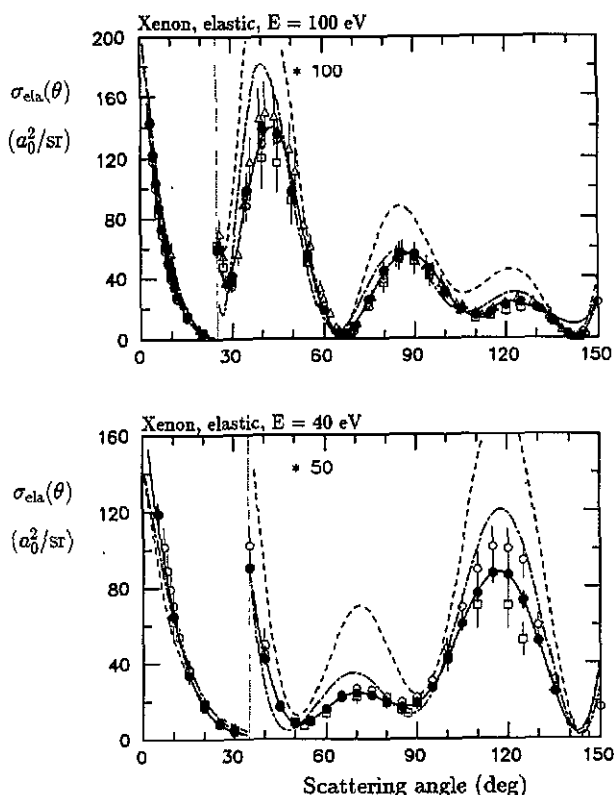 Xenon, elastic, E = 100 eV
200
σela(θ)
160
* 100
(a₀²/sr)
120
80
40
0
0 30 60 90 120 150
Xenon, elastic, E = 40 eV
160
* 50
σela(θ)
120
(a₀²/sr)
80
40
0
0 30 60 90 120 150
Scattering angle (deg)